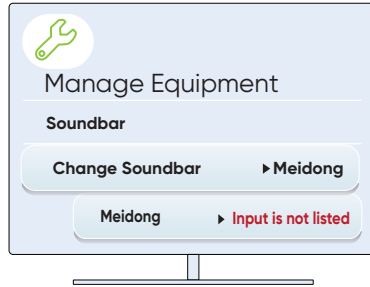 Manage Equipment
Soundbar
Change Soundbar ▸Meidong
Meidong ▸ Input is not listed